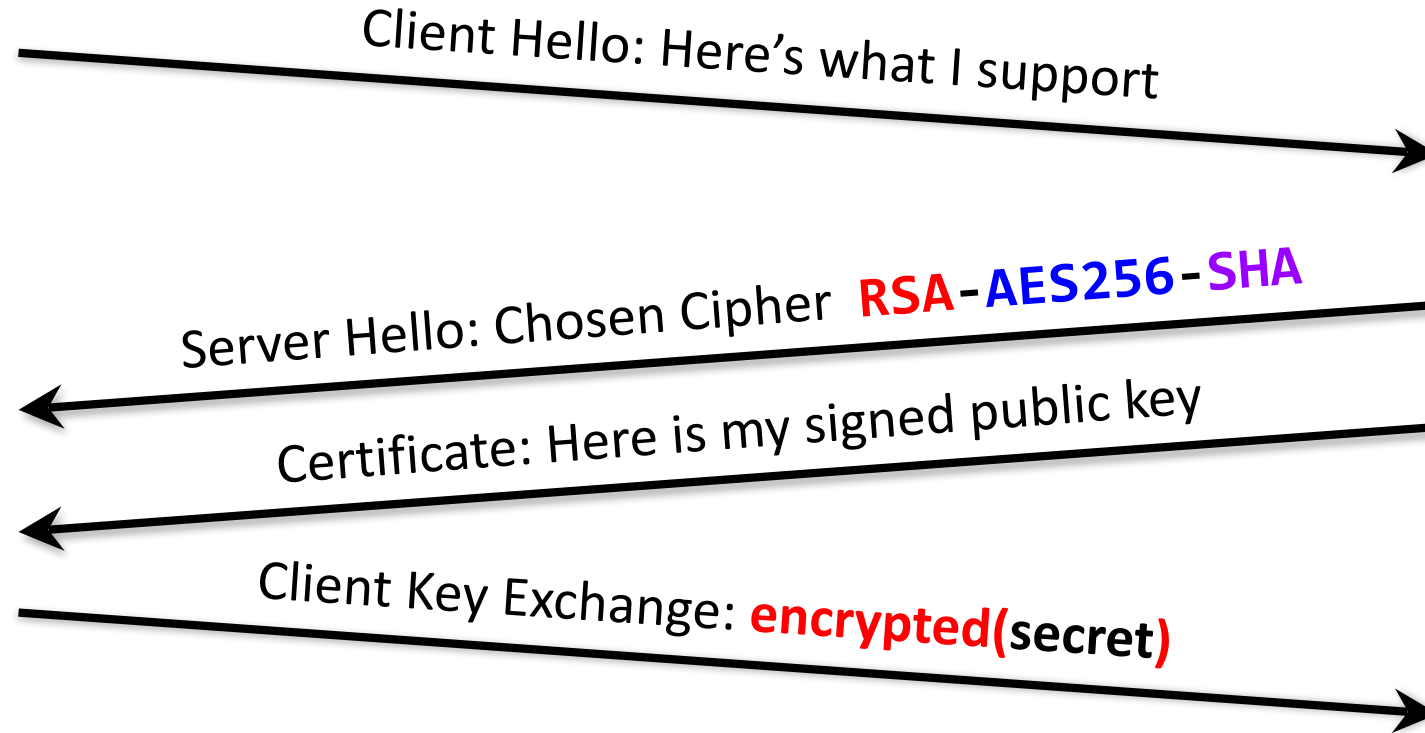 Client Hello: Here’s what I support
Server Hello: Chosen Cipher RSA-AES256-SHA
Certificate: Here is my signed public key
Client Key Exchange: encrypted(secret)